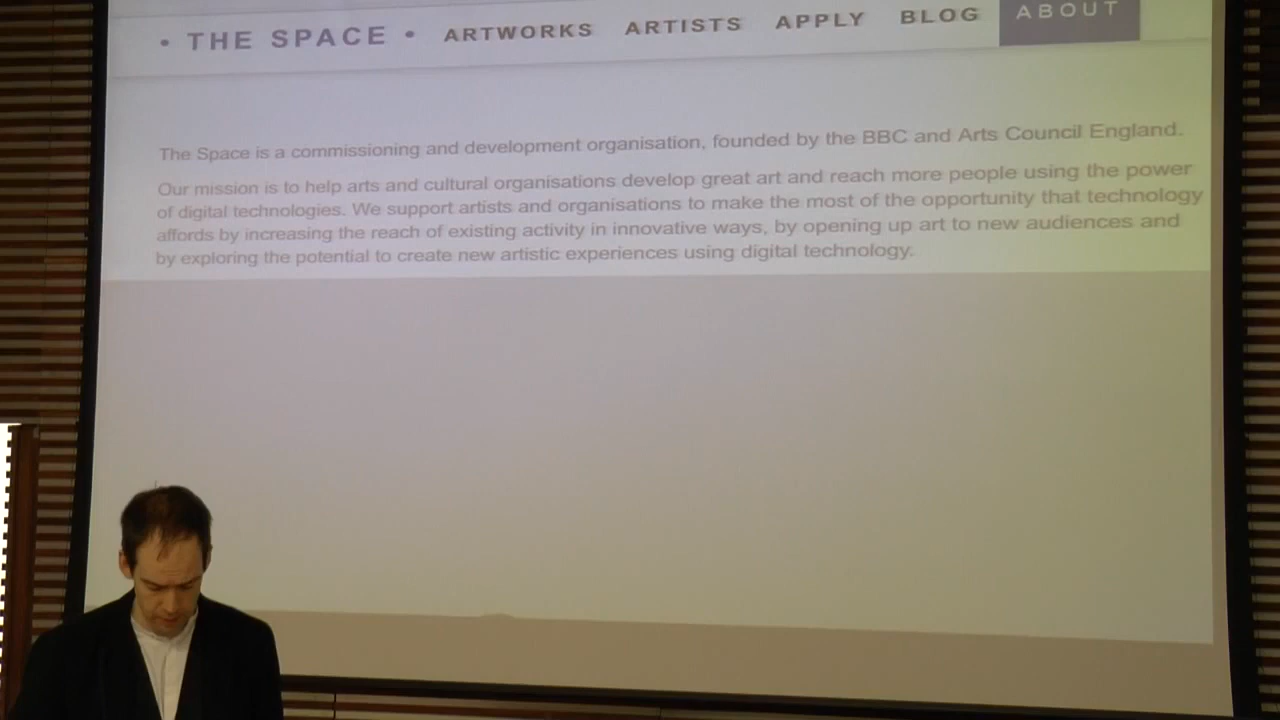 • THE SPACE • ARTWORKS ARTISTS APPLY BLOG ABOUT
The Space is a commissioning and development organisation, founded by the BBC and Arts Council England.
Our mission is to help arts and cultural organisations develop great art and reach more people using the power
of digital technologies. We support artists and organisations to make the most of the opportunity that technology
affords by increasing the reach of existing activity in innovative ways, by opening up art to new audiences and
by exploring the potential to create new artistic experiences using digital technology.